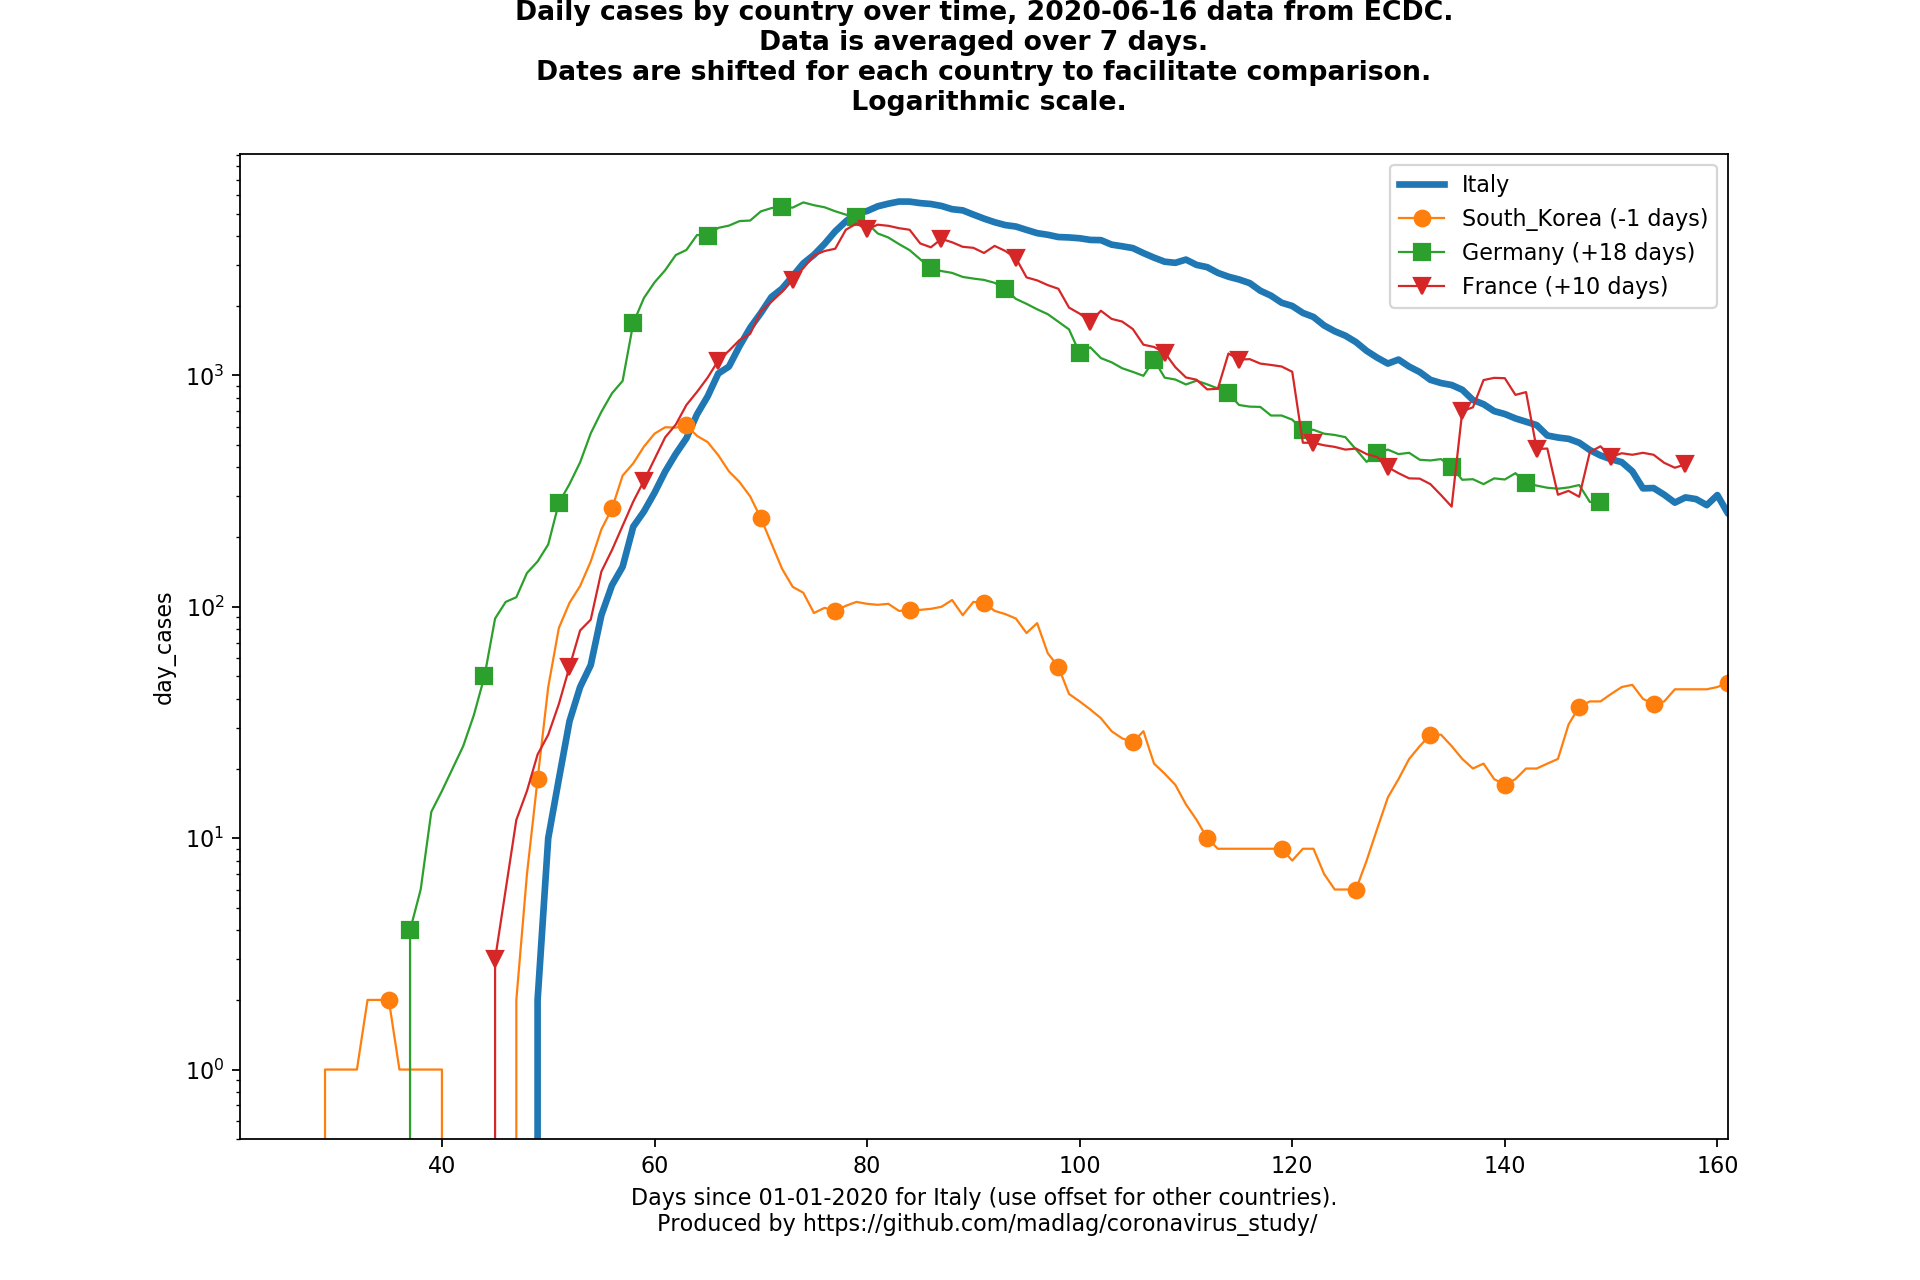 Daily cases by country over time, 2020-06-16 data from ECDC.
Data is averaged over 7 days.
Dates are shifted for each country to facilitate comparison.
Logarithmic scale.
Italy
South_Korea (-1 days)
Germany (+18 days)
France (+10 days)
10³
10²
10¹
10⁰
day_cases
40 60 80 100 120 140 160
Days since 01-01-2020 for Italy (use offset for other countries).
Produced by https://github.com/madlag/coronavirus_study/